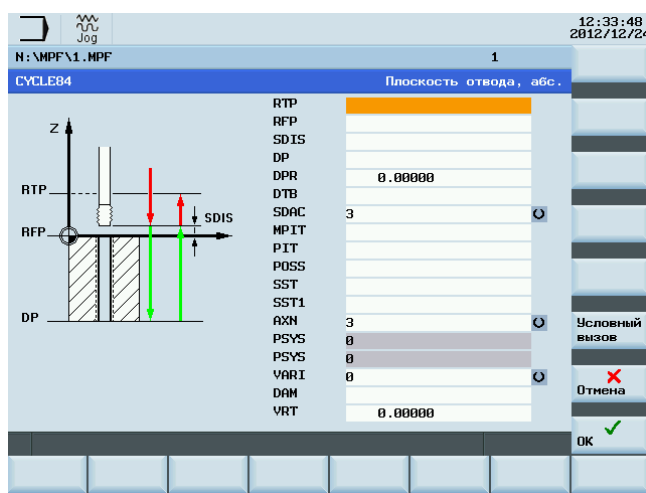 12:33:48
2012/12/24
Jog
N:\MPF\1.MPF 1
CYCLE84 Плоскость отвода, абс.
Z
RTP
RFP
SDIS
DP
RTP
RFP
SDIS
DP
DPR 0.00000
DTB
SDAC 3
MPIT
PIT
POSS
SST
SST1
AXN 3
PSYS 0
PSYS 0
VARI 0
DAM
VRT 0.00000
Условный
вызов
Отмена
OK